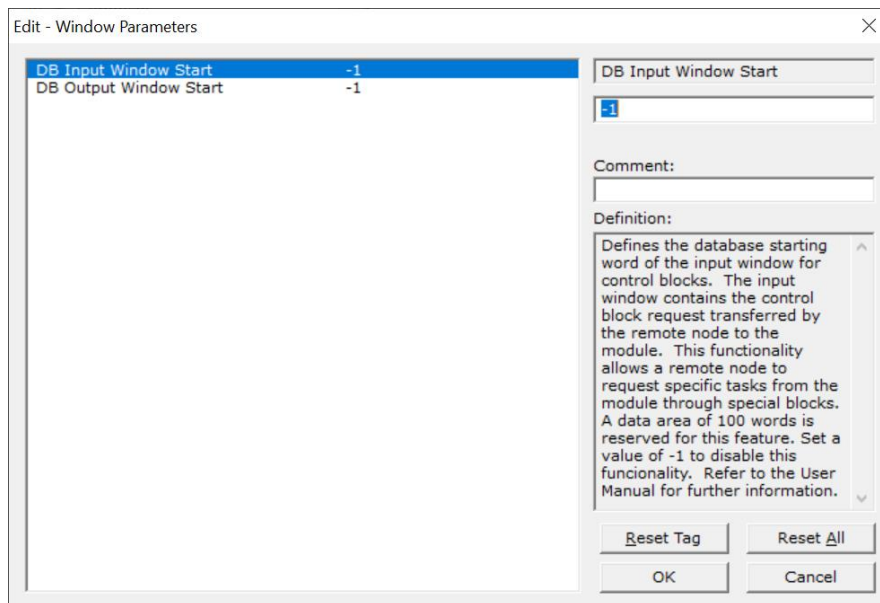 Edit - Window Parameters
DB Input Window Start -1
DB Output Window Start -1
DB Input Window Start
-1
Comment:
Definition:
Defines the database starting
word of the input window for
control blocks. The input
window contains the control
block request transferred by
the remote node to the
module. This functionality
allows a remote node to
request specific tasks from the
module through special blocks.
A data area of 100 words is
reserved for this feature. Set a
value of -1 to disable this
funcionality. Refer to the User
Manual for further information.
Reset Tag
Reset All
OK
Cancel